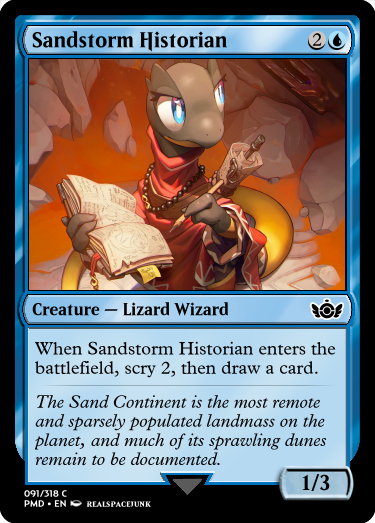 Sandstorm Historian 2
Creature — Lizard Wizard
When Sandstorm Historian enters the
battlefield, scry 2, then draw a card.
The Sand Continent is the most remote
and sparsely populated landmass on the
planet, and much of its sprawling dunes
remain to be documented.
1/3
091/318 C
PMD • EN REALSPACEJUNK